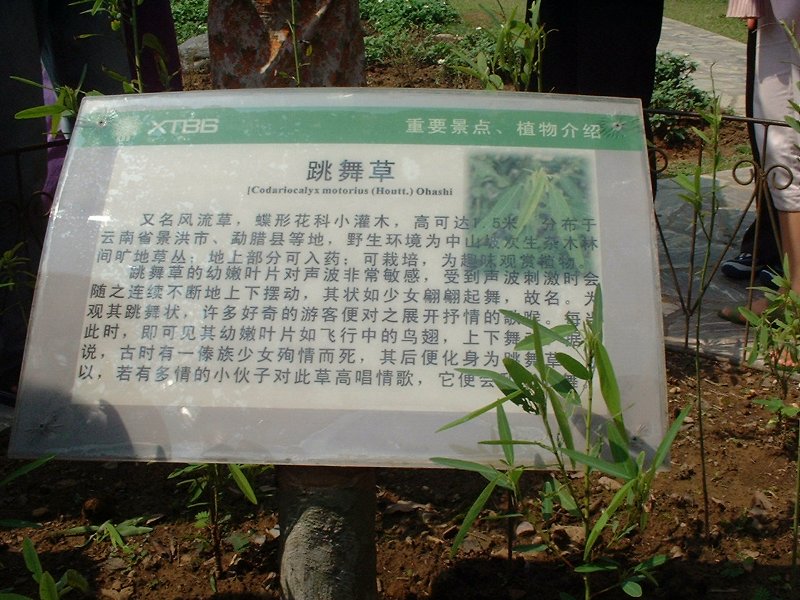 XTBG
重要景点、植物介绍
跳舞草
[Codariocalyx motorius (Houtt.) Ohashi
又名风流草，蝶形花科小灌木，高可达1.5米，分布于
云南省景洪市、勐腊县等地，野生环境为中山坡次生杂木林
间旷地草丛；地上部分可入药；可栽培，为趣味观赏植物。
跳舞草的幼嫩叶片对声波非常敏感，受到声波刺激时会
随之连续不断地上下摆动，其状如少女翩翩起舞，故名。为
观其跳舞状，许多好奇的游客便对之展开抒情的歌喉。每当
此时，即可见其幼嫩叶片如飞行中的鸟翅，上下舞 据
说，古时有一傣族少女殉情而死，其后便化身为跳舞草
以，若有多情的小伙子对此草高唱情歌，它便会